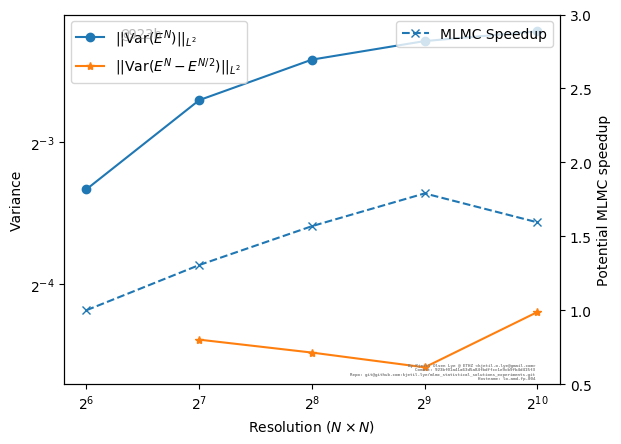 ||Var(E^N)||_{L^2}
||Var(E^N − E^{N/2})||_{L^2}
MLMC Speedup
Variance
2^{-3}
2^{-4}
Potential MLMC speedup
3.0
2.5
2.0
1.5
1.0
0.5
2^6
2^7
2^8
2^9
2^{10}
Resolution (N × N)